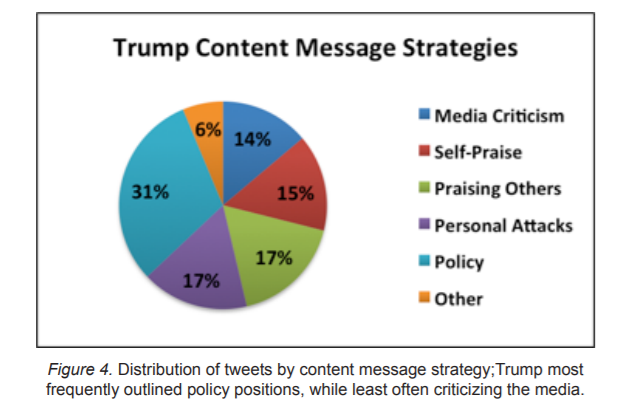 Trump Content Message Strategies
6%
14%
31%
15%
17%
17%
Media Criticism
Self-Praise
Praising Others
Personal Attacks
Policy
Other
Figure 4. Distribution of tweets by content message strategy;Trump most
frequently outlined policy positions, while least often criticizing the media.